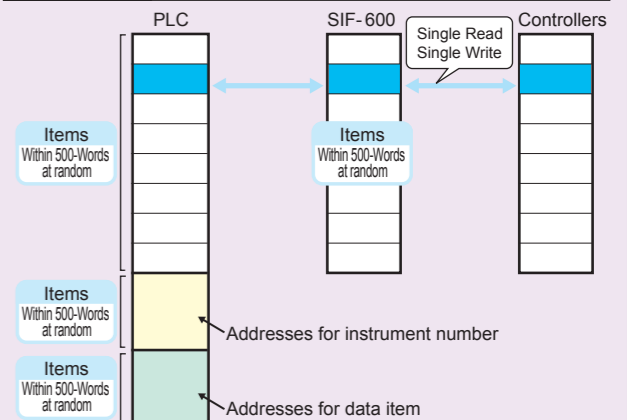 PLC
SIF-600
Controllers
Single Read
Single Write
Items
Within 500-Words
at random
Items
Within 500-Words
at random
Items
Within 500-Words
at random
Addresses for instrument number
Items
Within 500-Words
at random
Addresses for data item